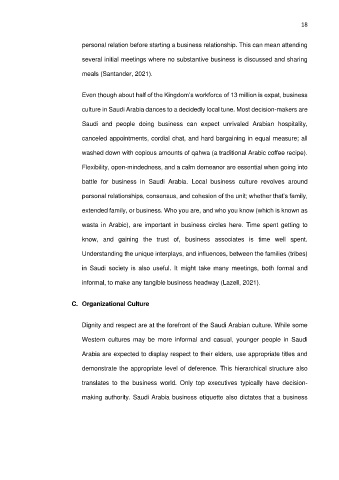 18
personal relation before starting a business relationship. This can mean attending
several initial meetings where no substantive business is discussed and sharing
meals (Santander, 2021).
Even though about half of the Kingdom's workforce of 13 million is expat, business
culture in Saudi Arabia dances to a decidedly local tune. Most decision-makers are
Saudi and people doing business can expect unrivaled Arabian hospitality,
canceled appointments, cordial chat, and hard bargaining in equal measure; all
washed down with copious amounts of qahwa (a traditional Arabic coffee recipe).
Flexibility, open-mindedness, and a calm demeanor are essential when going into
battle for business in Saudi Arabia. Local business culture revolves around
personal relationships, consensus, and cohesion of the unit; whether that's family,
extended family, or business. Who you are, and who you know (which is known as
wasta in Arabic), are important in business circles here. Time spent getting to
know, and gaining the trust of, business associates is time well spent.
Understanding the unique interplays, and influences, between the families (tribes)
in Saudi society is also useful. It might take many meetings, both formal and
informal, to make any tangible business headway (Lazell, 2021).
C. Organizational Culture
Dignity and respect are at the forefront of the Saudi Arabian culture. While some
Western cultures may be more informal and casual, younger people in Saudi
Arabia are expected to display respect to their elders, use appropriate titles and
demonstrate the appropriate level of deference. This hierarchical structure also
translates to the business world. Only top executives typically have decision-
making authority. Saudi Arabia business etiquette also dictates that a business